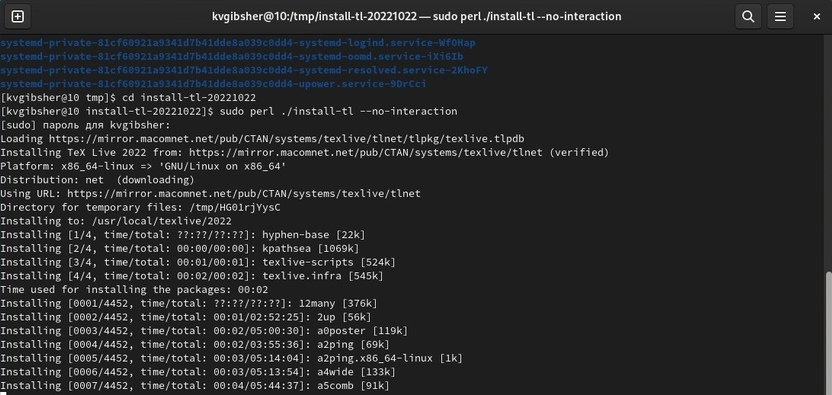 kvgibsher@10:/tmp/install-tl-20221022 — sudo perl ./install-tl --no-interaction
systemd-private-81cf60921a9341d7b41dde8a039c0dd4-systemd-logind.service-WfOHap
systemd-private-81cf60921a9341d7b41dde8a039c0dd4-systemd-oomd.service-iXi6Ib
systemd-private-81cf60921a9341d7b41dde8a039c0dd4-systemd-resolved.service-2KhoFY
systemd-private-81cf60921a9341d7b41dde8a039c0dd4-upower.service-9DrCci
[kvgibsher@10 tmp]$ cd install-tl-20221022
[kvgibsher@10 install-tl-20221022]$ sudo perl ./install-tl --no-interaction
[sudo] пароль для kvgibsher:
Loading https://mirror.macomnet.net/pub/CTAN/systems/texlive/tlnet/tlpkg/texlive.tlpdb
Installing TeX Live 2022 from: https://mirror.macomnet.net/pub/CTAN/systems/texlive/tlnet (verified)
Platform: x86_64-linux => 'GNU/Linux on x86_64'
Distribution: net  (downloading)
Using URL: https://mirror.macomnet.net/pub/CTAN/systems/texlive/tlnet
Directory for temporary files: /tmp/HG01rjYysC
Installing to: /usr/local/texlive/2022
Installing [1/4, time/total: ??:??/??:??]: hyphen-base [22k]
Installing [2/4, time/total: 00:00/00:00]: kpathsea [1069k]
Installing [3/4, time/total: 00:01/00:01]: texlive-scripts [524k]
Installing [4/4, time/total: 00:02/00:02]: texlive.infra [545k]
Time used for installing the packages: 00:02
Installing [0001/4452, time/total: ??:??/??:??]: 12many [376k]
Installing [0002/4452, time/total: 00:01/02:52:25]: 2up [56k]
Installing [0003/4452, time/total: 00:02/05:00:30]: a0poster [119k]
Installing [0004/4452, time/total: 00:02/03:55:36]: a2ping [69k]
Installing [0005/4452, time/total: 00:03/05:14:04]: a2ping.x86_64-linux [1k]
Installing [0006/4452, time/total: 00:03/05:13:54]: a4wide [133k]
Installing [0007/4452, time/total: 00:04/05:44:37]: a5comb [91k]